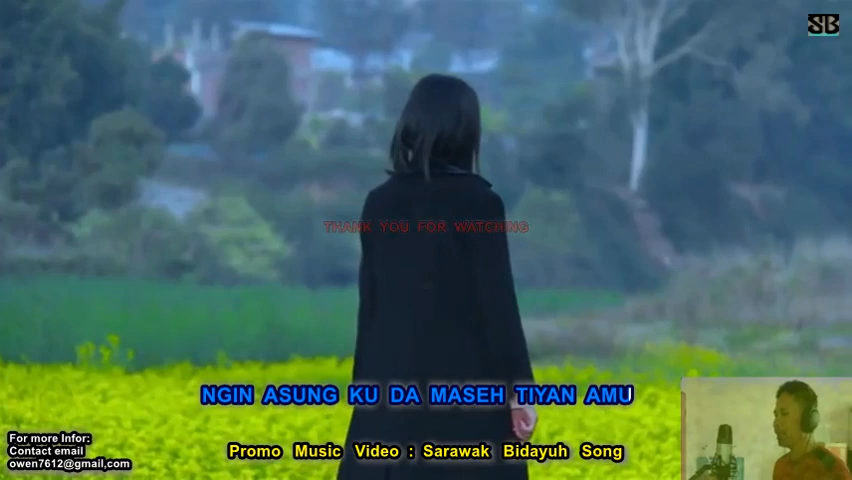 SB
THANK YOU FOR WATCHING
NGIN ASUNG KU DA MASEH TIYAN AMU
Promo Music Video : Sarawak Bidayuh Song
For more Infor:
Contact email
owen7612@gmail,com